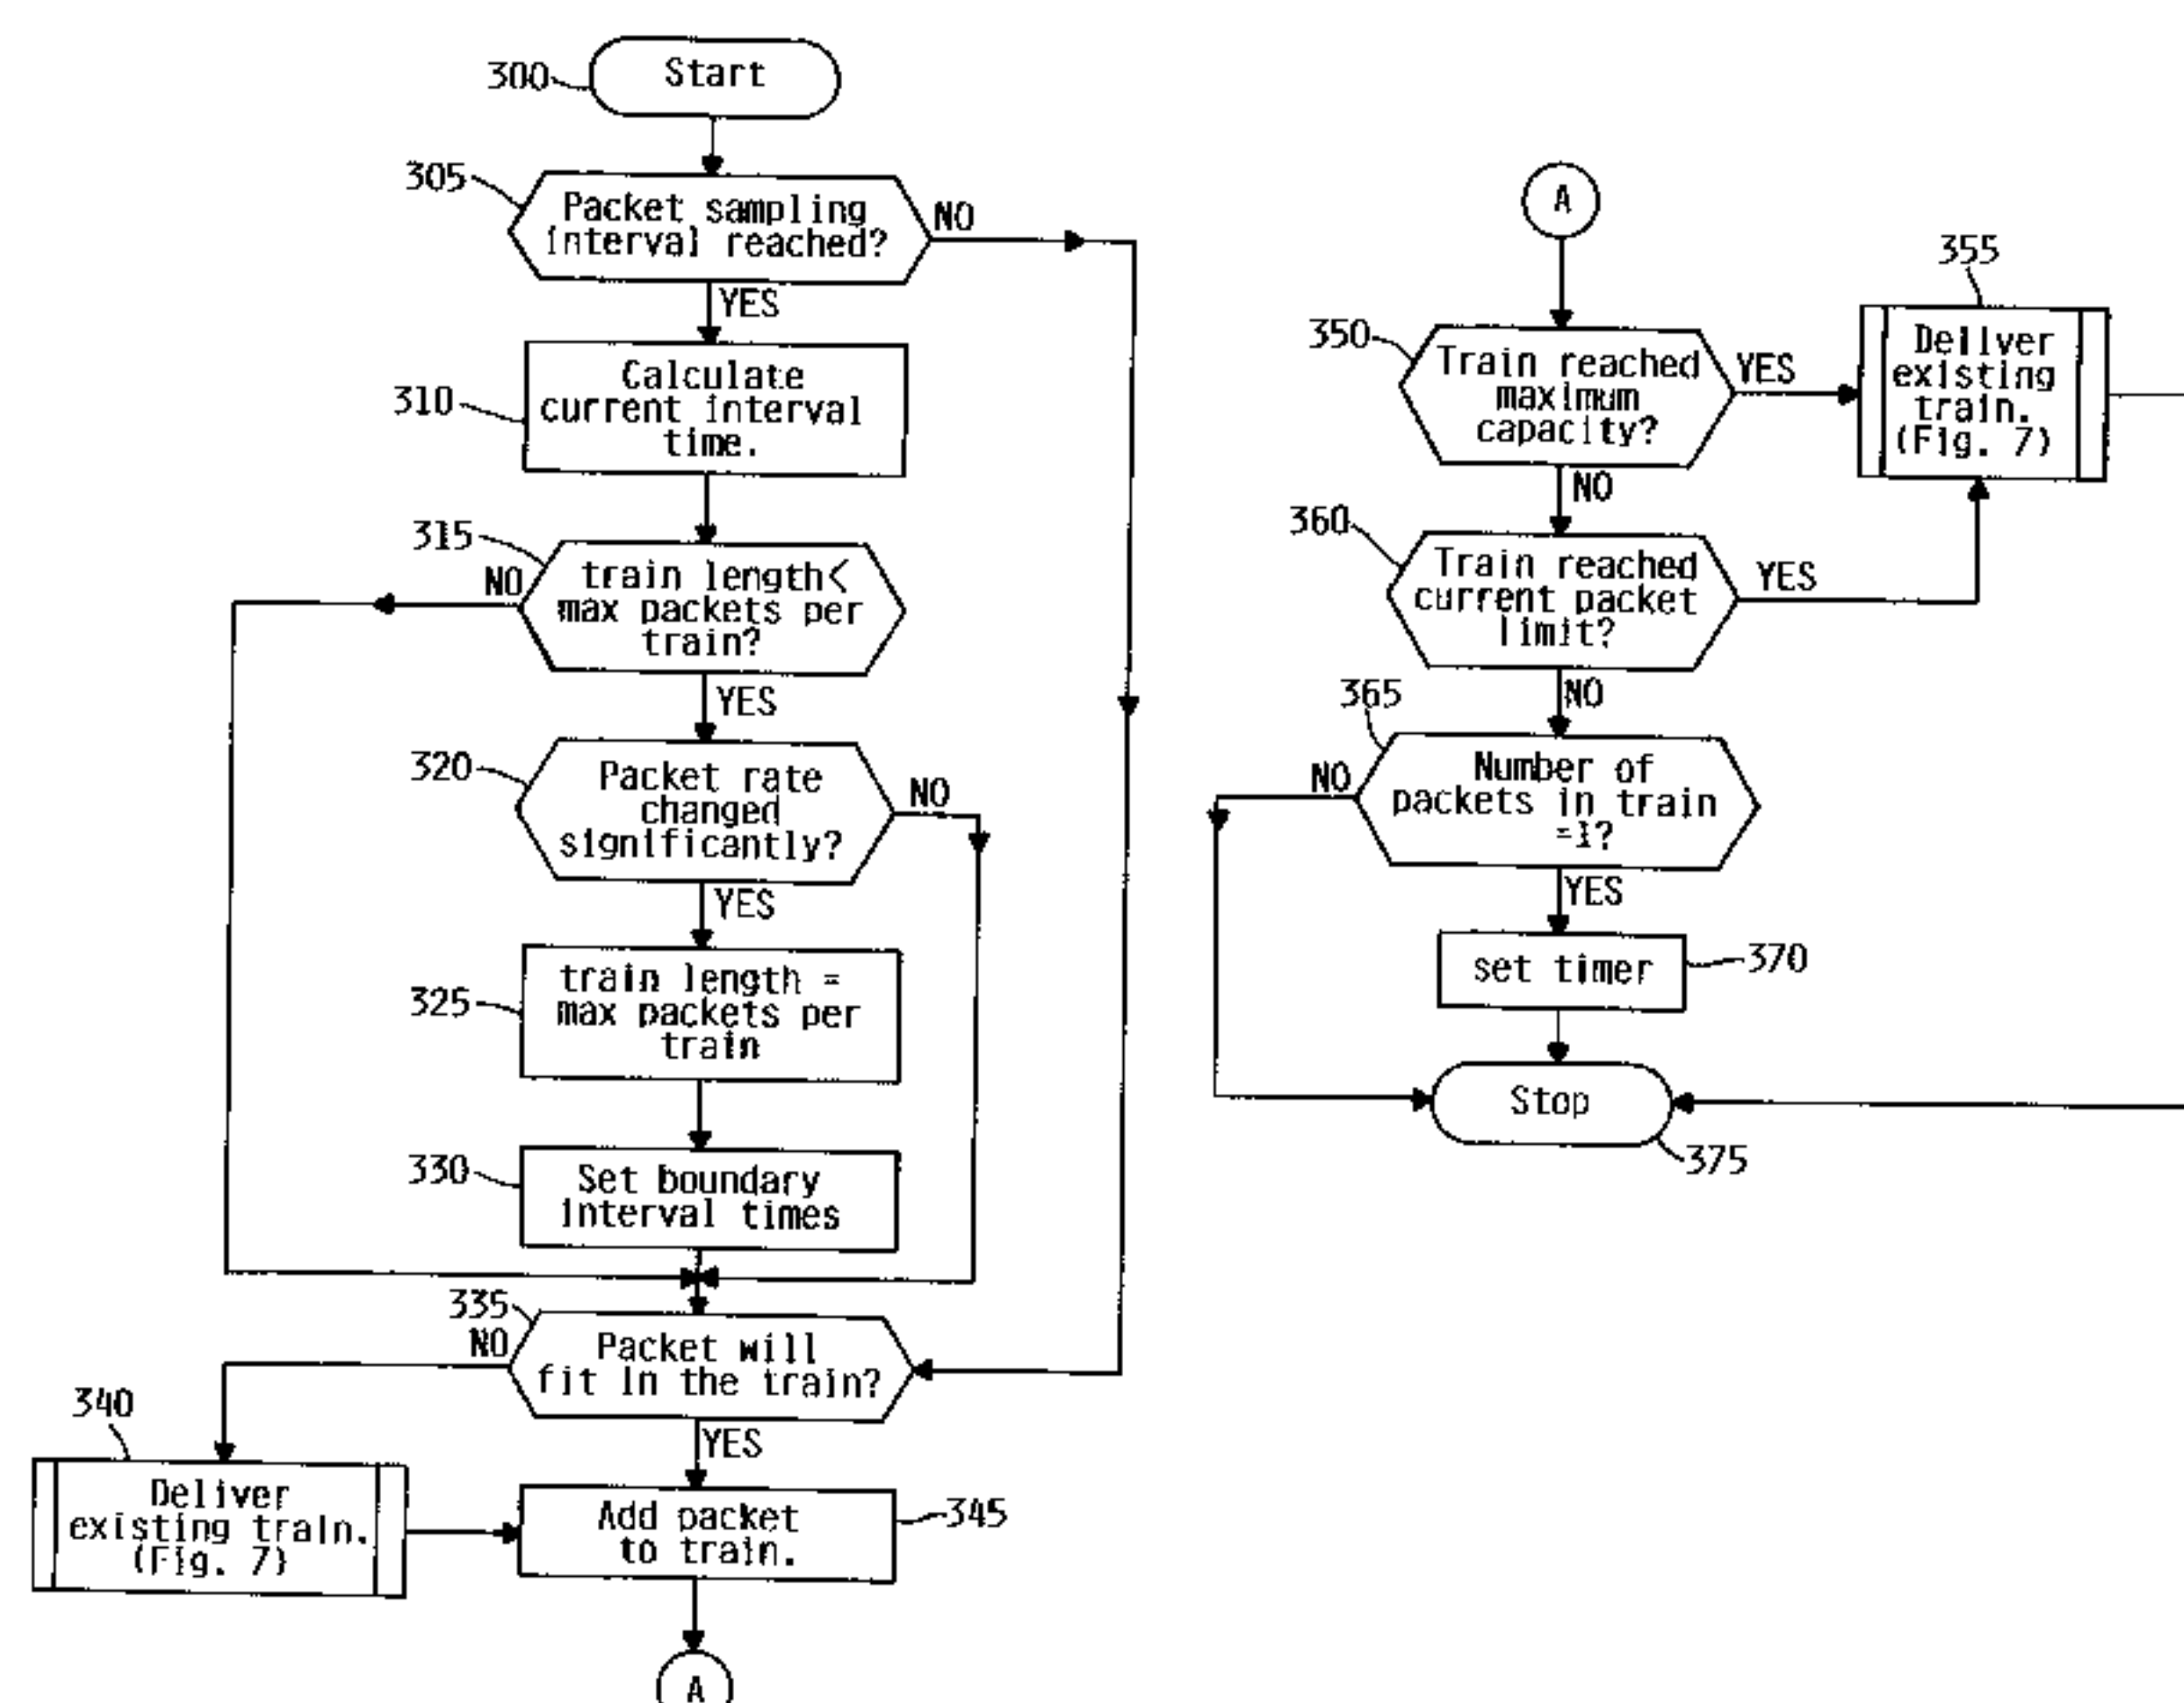 300
Start
305
Packet sampling
interval reached?
NO
YES
310
Calculate
current interval
time.
315
NO
train length<
max packets per
train?
YES
320
Packet rate
changed
significantly?
NO
YES
325
train length =
max packets per
train
330
Set boundary
interval times
335
NO
Packet will
fit in the train?
YES
340
Deliver
existing train.
(Fig. 7)
Add packet
to train.
345
A
A
350
Train reached
maximum
capacity?
YES
355
Deliver
existing
train.
(Fig. 7)
NO
360
Train reached
current packet
limit?
YES
NO
365
NO
Number of
packets in train
=1?
YES
set timer
370
Stop
375